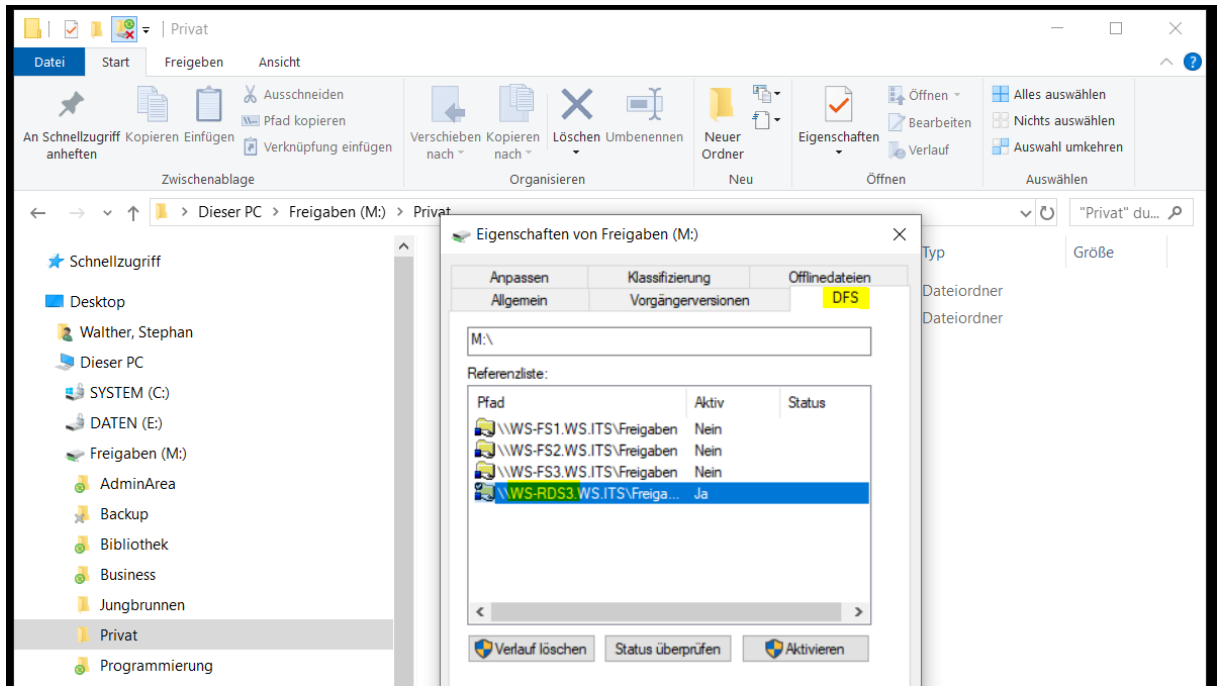 Privat
Datei Start Freigeben Ansicht
An Schnellzugriff anheften
Kopieren
Einfügen
Ausschneiden
Pfad kopieren
Verknüpfung einfügen
Zwischenablage
Verschieben nach
Kopieren nach
Löschen
Umbenennen
Organisieren
Neuer Ordner
Neu
Eigenschaften
Öffnen
Bearbeiten
Verlauf
Öffnen
Alles auswählen
Nichts auswählen
Auswahl umkehren
Auswählen
Dieser PC > Freigaben (M:) > Privat
"Privat" du...
Schnellzugriff
Desktop
Walther, Stephan
Dieser PC
SYSTEM (C:)
DATEN (E:)
Freigaben (M:)
AdminArea
Backup
Bibliothek
Business
Jungbrunnen
Privat
Programmierung
Eigenschaften von Freigaben (M:)
Anpassen Klassifizierung Offlinedateien
Allgemein Vorgängerversionen DFS
M:\
Referenzliste:
Pfad Aktiv Status
\\WS-FS1.WS.ITS\Freigaben Nein
\\WS-FS2.WS.ITS\Freigaben Nein
\\WS-FS3.WS.ITS\Freigaben Nein
\\WS-RDS3.WS.ITS\Freiga... Ja
Verlauf löschen Status überprüfen Aktivieren
Typ Größe
Dateiordner
Dateiordner